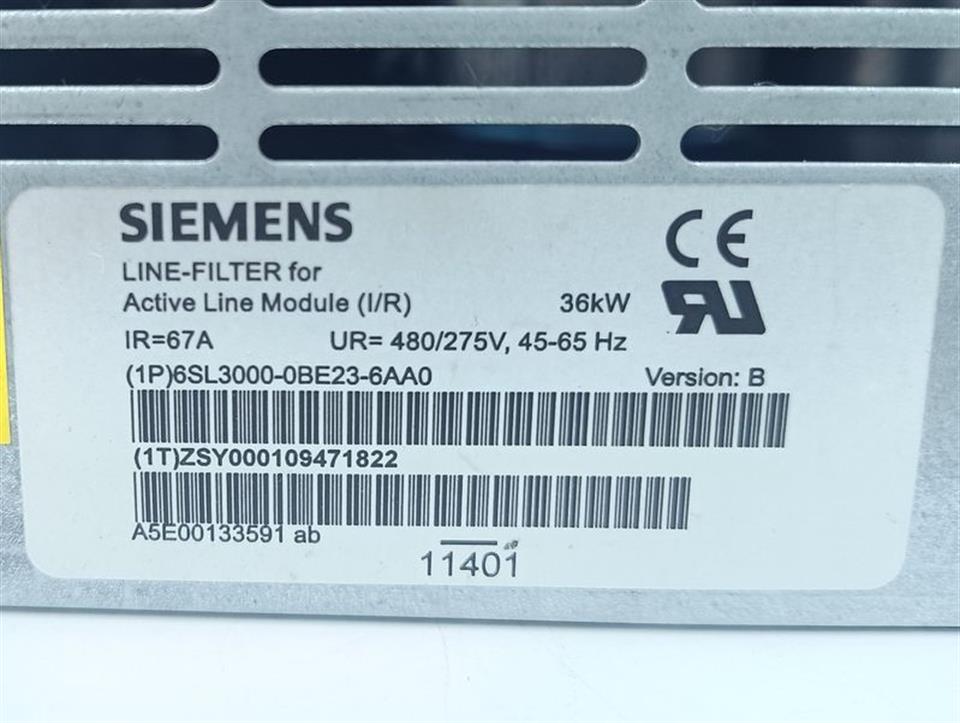 SIEMENS
CE
LINE-FILTER for
Active Line Module (I/R) 36kW
IR=67A UR= 480/275V, 45-65 Hz
(1P)6SL3000-0BE23-6AA0 Version: B
(1T)ZSY000109471822
A5E00133591 ab
11401